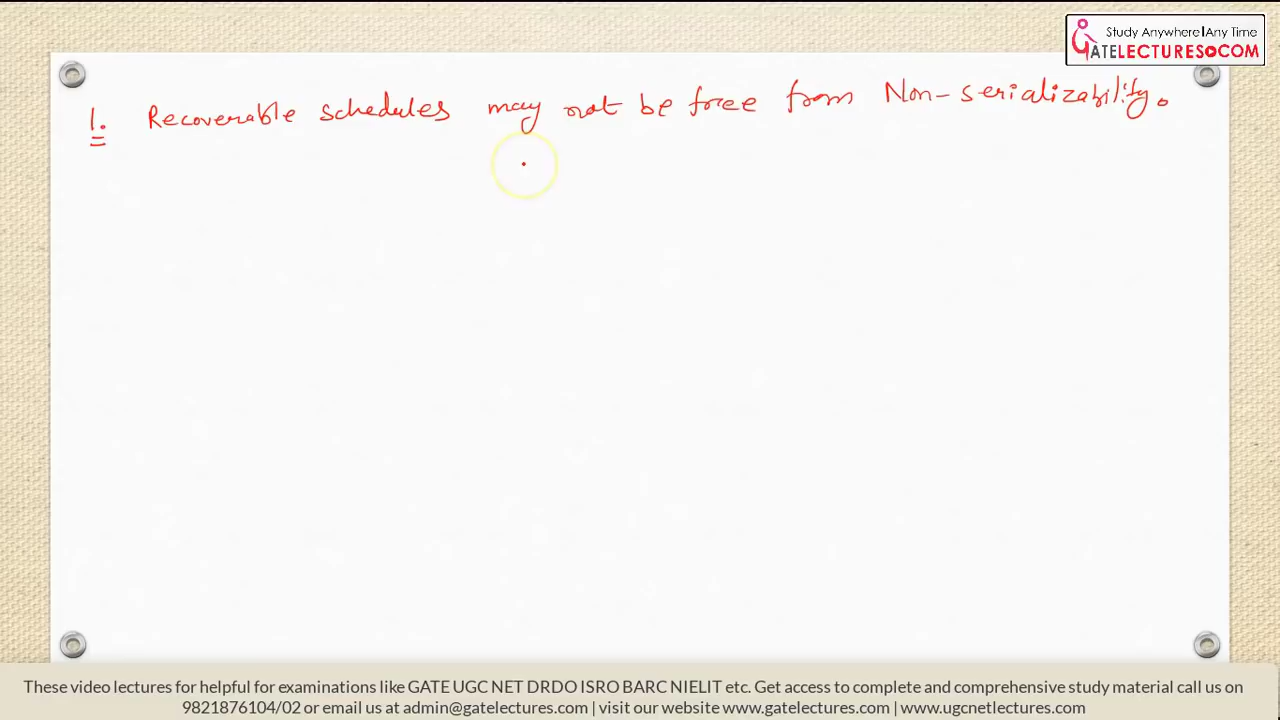 Study Anywhere|Any Time
GATELECTURES.COM
1. Recoverable schedules may not be free from Non-serializability.
These video lectures for helpful for examinations like GATE UGC NET DRDO ISRO BARC NIELIT etc. Get access to complete and comprehensive study material call us on
9821876104/02 or email us at admin@gatelectures.com | visit our website www.gatelectures.com | www.ugcnetlectures.com